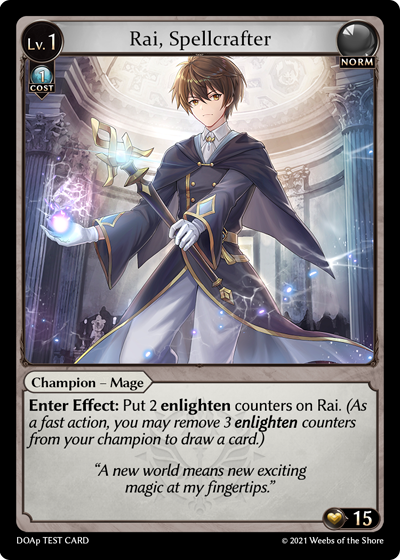 Lv.1
Rai, Spellcrafter
NORM
1
COST
Champion – Mage
Enter Effect: Put 2 enlighten counters on Rai. (As
a fast action, you may remove 3 enlighten counters
from your champion to draw a card.)
“A new world means new exciting
magic at my fingertips.”
15
DOAp TEST CARD
© 2021 Weebs of the Shore